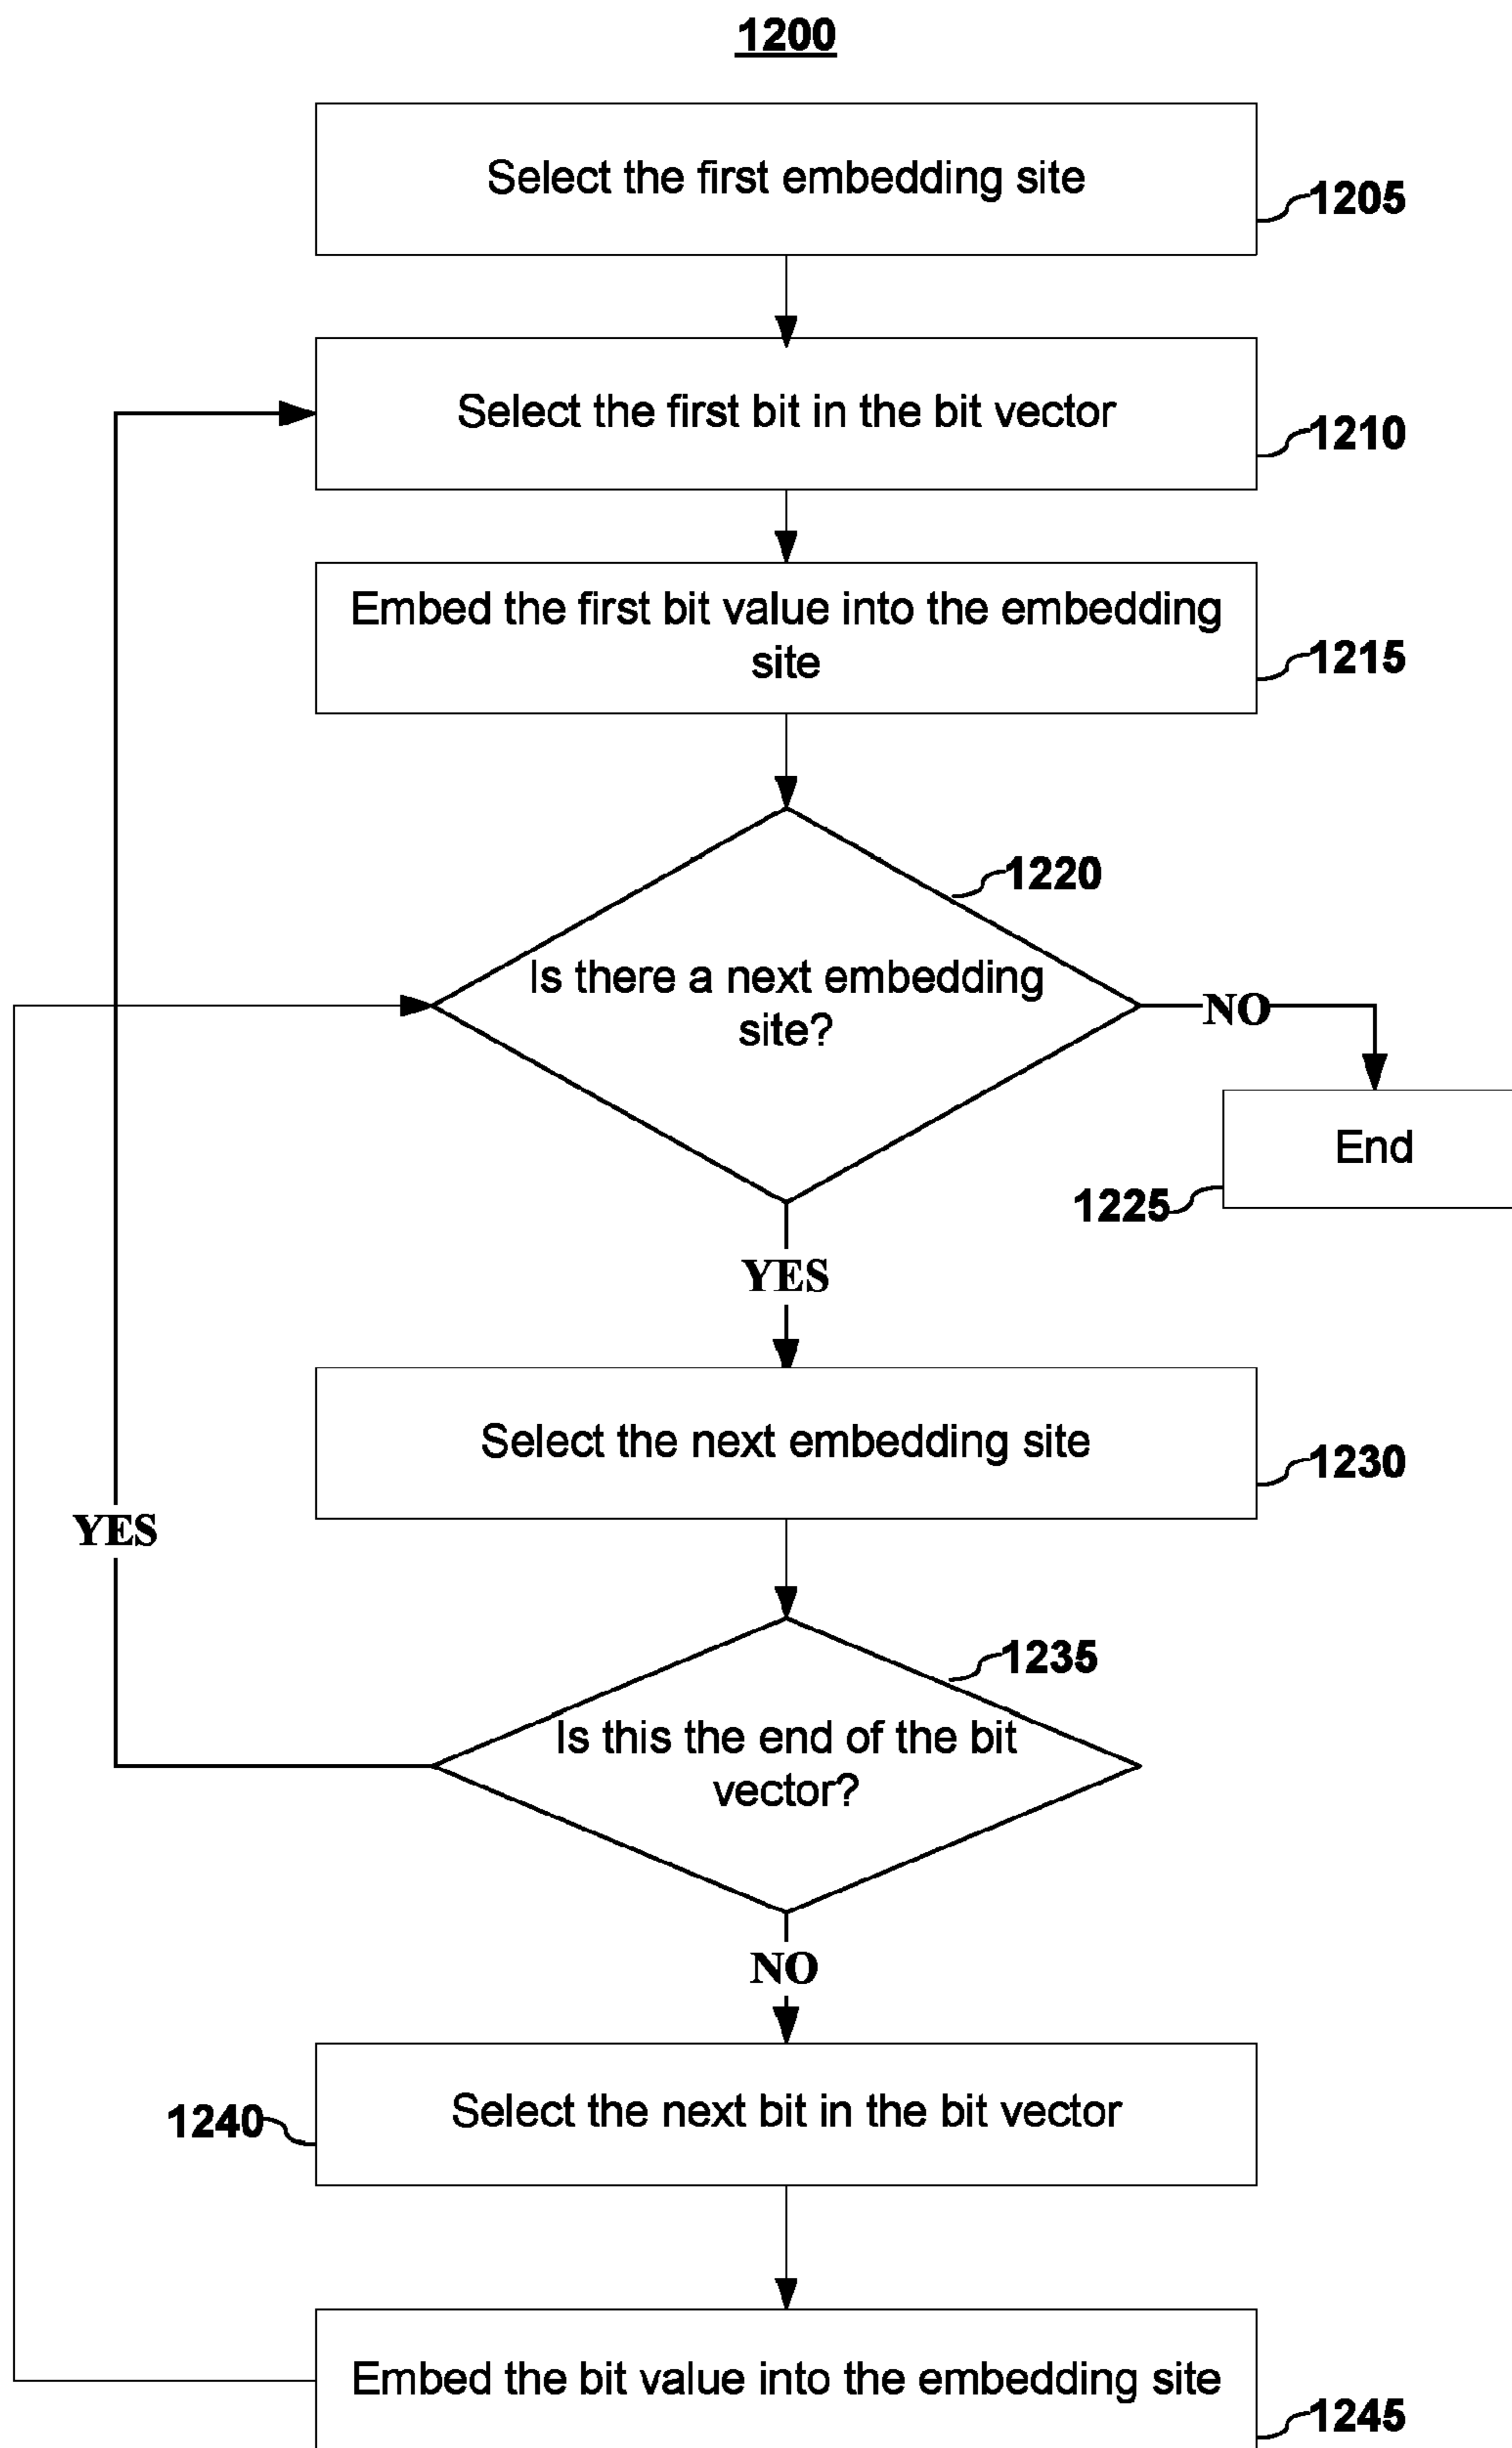 1200
Select the first embedding site
1205
Select the first bit in the bit vector
1210
Embed the first bit value into the embedding
site
1215
1220
Is there a next embedding
site?
NO
End
1225
YES
Select the next embedding site
1230
YES
1235
Is this the end of the bit
vector?
NO
Select the next bit in the bit vector
1240
Embed the bit value into the embedding site
1245